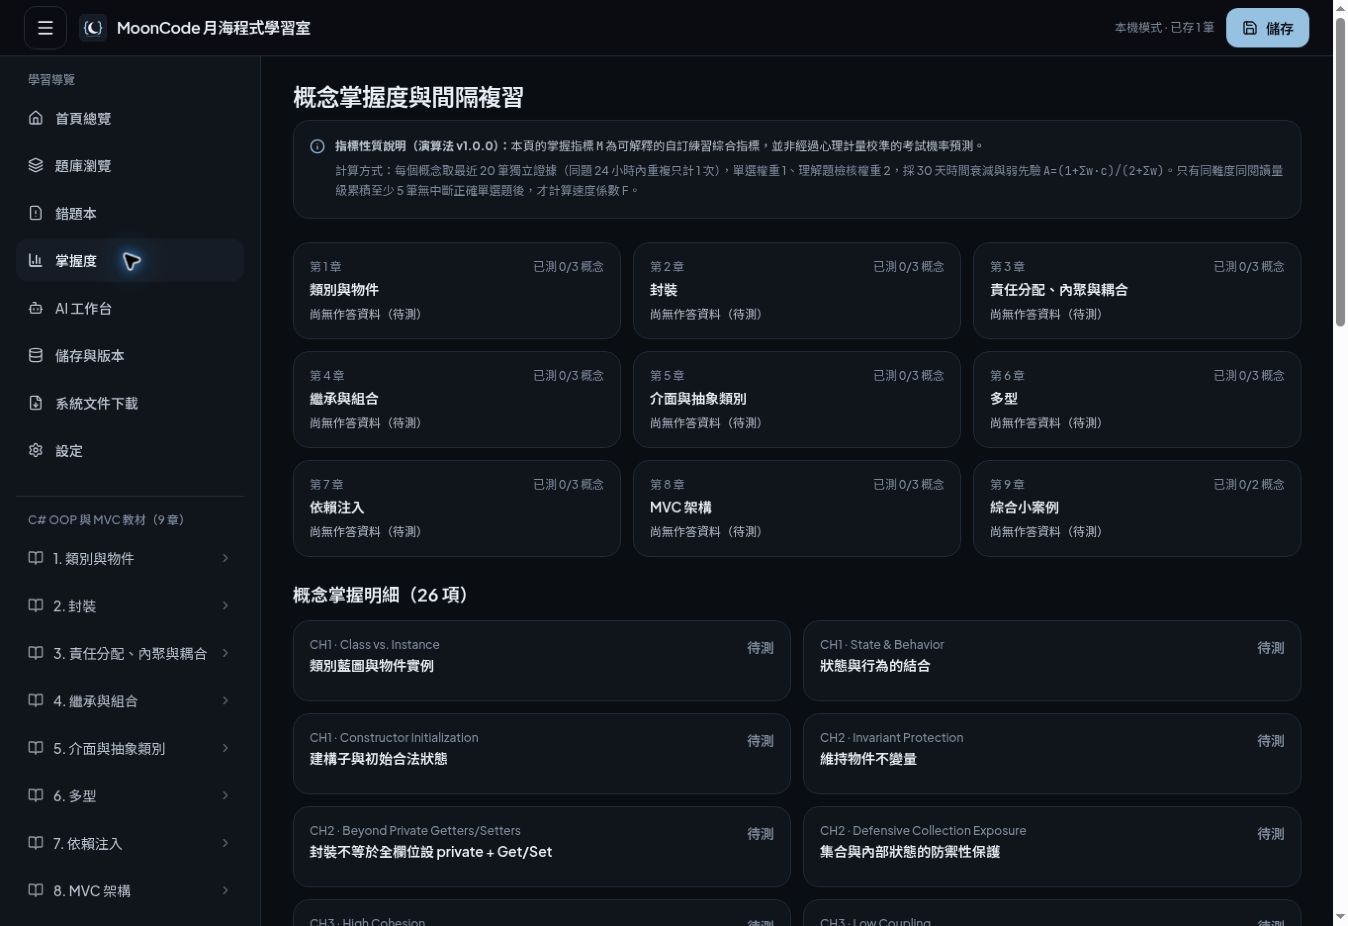 MoonCode 月海程式學習室
本機模式 · 已存 1 筆
儲存
學習導覽
首頁總覽
題庫瀏覽
錯題本
掌握度
AI 工作台
儲存與版本
系統文件下載
設定
C# OOP 與 MVC 教材（9 章）
1. 類別與物件
2. 封裝
3. 責任分配、內聚與耦合
4. 繼承與組合
5. 介面與抽象類別
6. 多型
7. 依賴注入
8. MVC 架構
概念掌握度與間隔複習
指標性質說明（演算法 v1.0.0）：本頁的掌握指標 M 為可解釋的自訂練習綜合指標，並非經過心理計量校準的考試機率預測。
計算方式：每個概念取最近 20 筆獨立證據（同題 24 小時內重複只計 1 次），單選權重 1、理解題檢核權重 2，採 30 天時間衰減與弱先驗 A=(1+Σw·c)/(2+Σw)。只有同難度同閱讀量
級累積至少 5 筆無中斷正確單選題後，才計算速度係數 F。
第 1 章
已測 0/3 概念
類別與物件
尚無作答資料（待測）
第 2 章
已測 0/3 概念
封裝
尚無作答資料（待測）
第 3 章
已測 0/3 概念
責任分配、內聚與耦合
尚無作答資料（待測）
第 4 章
已測 0/3 概念
繼承與組合
尚無作答資料（待測）
第 5 章
已測 0/3 概念
介面與抽象類別
尚無作答資料（待測）
第 6 章
已測 0/3 概念
多型
尚無作答資料（待測）
第 7 章
已測 0/3 概念
依賴注入
尚無作答資料（待測）
第 8 章
已測 0/3 概念
MVC 架構
尚無作答資料（待測）
第 9 章
已測 0/2 概念
綜合小案例
尚無作答資料（待測）
概念掌握明細（26 項）
CH1 · Class vs. Instance
待測
類別藍圖與物件實例
CH1 · State & Behavior
待測
狀態與行為的結合
CH1 · Constructor Initialization
待測
建構子與初始合法狀態
CH2 · Invariant Protection
待測
維持物件不變量
CH2 · Beyond Private Getters/Setters
待測
封裝不等於全欄位設 private + Get/Set
CH2 · Defensive Collection Exposure
待測
集合與內部狀態的防禦性保護
CH3 · High Cohesion
待測
CH3 · Low Coupling
待測